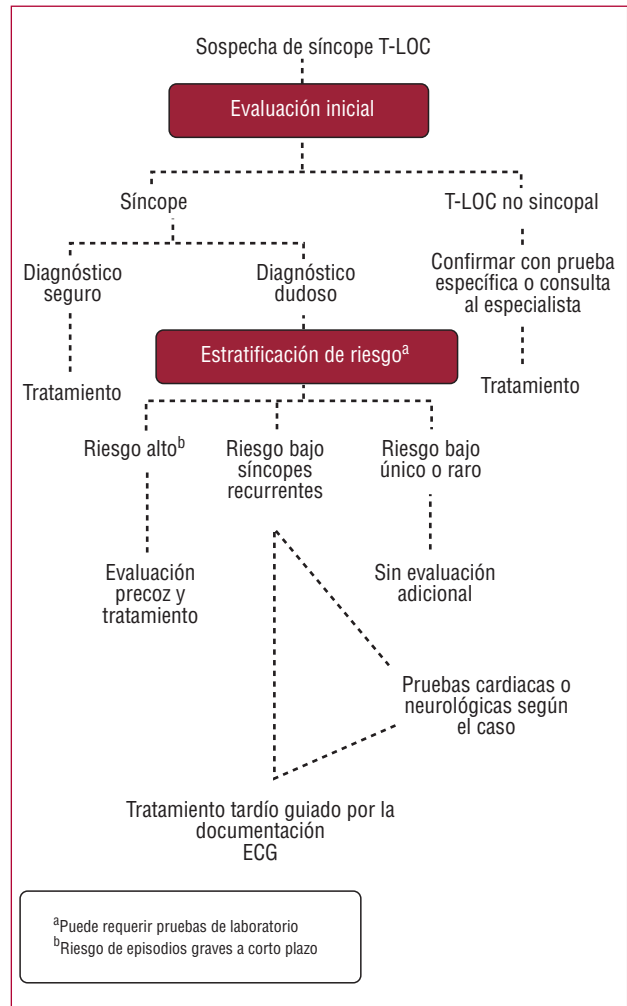 Sospecha de síncope T-LOC
Evaluación inicial
Síncope
T-LOC no sincopal
Diagnóstico
seguro
Diagnóstico
dudoso
Confirmar con prueba
específica o consulta
al especialista
Estratificación de riesgoᵃ
Tratamiento
Tratamiento
Riesgo altoᵇ
Riesgo bajo
síncopes
recurrentes
Riesgo bajo
único o raro
Evaluación
precoz y
tratamiento
Sin evaluación
adicional
Pruebas cardiacas o
neurológicas según
el caso
Tratamiento tardío guiado por la
documentación
ECG
ᵃPuede requerir pruebas de laboratorio
ᵇRiesgo de episodios graves a corto plazo